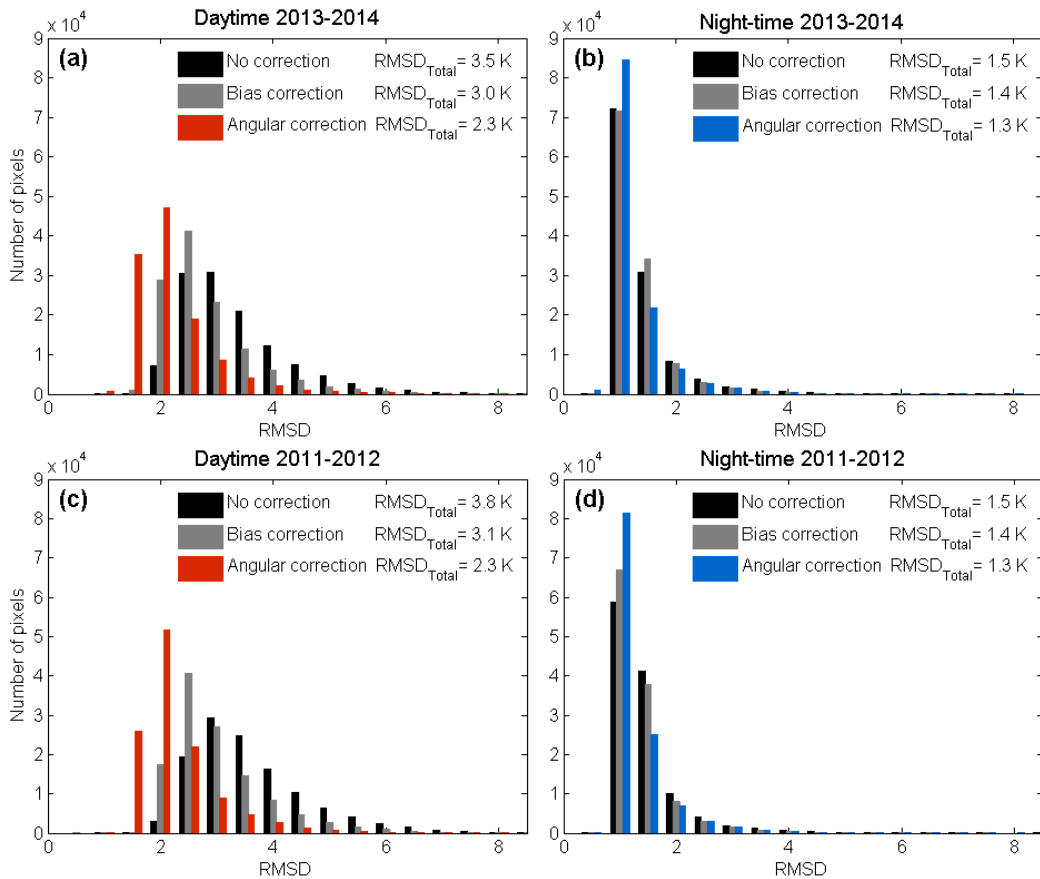 Daytime 2013-2014
x 10^4
(a)
No correction RMSD_Total= 3.5 K
Bias correction RMSD_Total= 3.0 K
Angular correction RMSD_Total= 2.3 K
9
8
7
6
5
4
3
2
1
0
Number of pixels
0 2 4 6 8
RMSD
Night-time 2013-2014
x 10^4
(b)
No correction RMSD_Total= 1.5 K
Bias correction RMSD_Total= 1.4 K
Angular correction RMSD_Total= 1.3 K
9
8
7
6
5
4
3
2
1
0
0 2 4 6 8
RMSD
Daytime 2011-2012
x 10^4
(c)
No correction RMSD_Total= 3.8 K
Bias correction RMSD_Total= 3.1 K
Angular correction RMSD_Total= 2.3 K
9
8
7
6
5
4
3
2
1
0
Number of pixels
0 2 4 6 8
RMSD
Night-time 2011-2012
x 10^4
(d)
No correction RMSD_Total= 1.5 K
Bias correction RMSD_Total= 1.4 K
Angular correction RMSD_Total= 1.3 K
9
8
7
6
5
4
3
2
1
0
0 2 4 6 8
RMSD